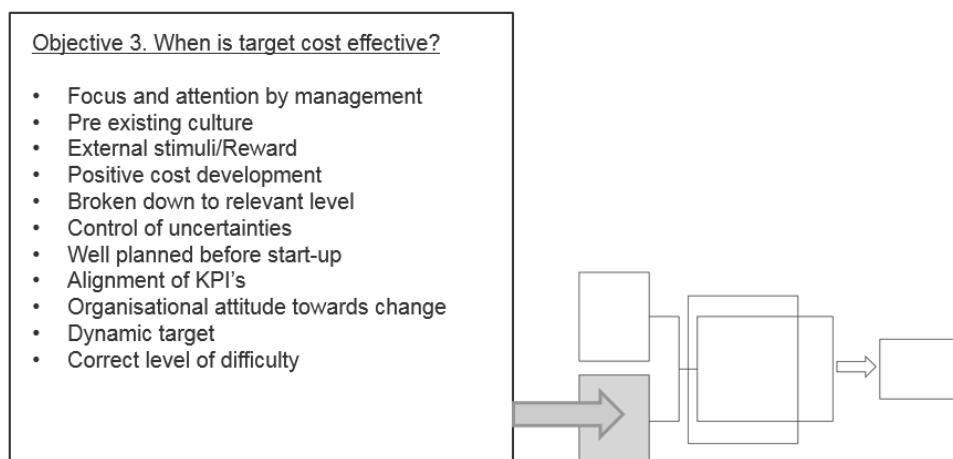 Objective 3. When is target cost effective?
• Focus and attention by management
• Pre existing culture
• External stimuli/Reward
• Positive cost development
• Broken down to relevant level
• Control of uncertainties
• Well planned before start-up
• Alignment of KPI's
• Organisational attitude towards change
• Dynamic target
• Correct level of difficulty